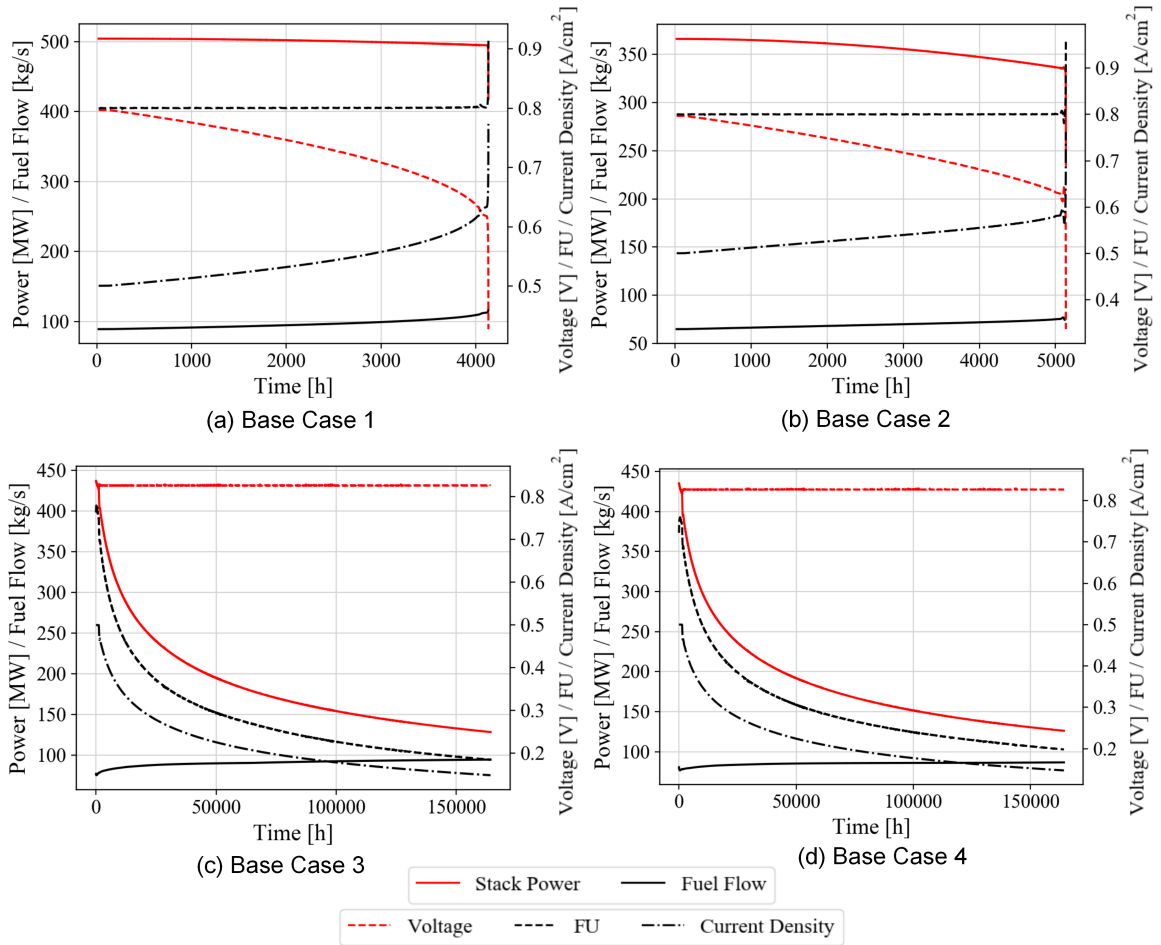 Power [MW] / Fuel Flow [kg/s]
500
400
300
200
100
0.9
0.8
0.7
0.6
0.5
Voltage [V] / FU / Current Density [A/cm²]
0 1000 2000 3000 4000
Time [h]
(a) Base Case 1
Power [MW] / Fuel Flow [kg/s]
350
300
250
200
150
100
50
0.9
0.8
0.7
0.6
0.5
0.4
Voltage [V] / FU / Current Density [A/cm²]
0 1000 2000 3000 4000 5000
Time [h]
(b) Base Case 2
Power [MW] / Fuel Flow [kg/s]
450
400
350
300
250
200
150
100
0.8
0.7
0.6
0.5
0.4
0.3
0.2
Voltage [V] / FU / Current Density [A/cm²]
0 50000 100000 150000
Time [h]
(c) Base Case 3
Power [MW] / Fuel Flow [kg/s]
450
400
350
300
250
200
150
100
0.8
0.7
0.6
0.5
0.4
0.3
0.2
Voltage [V] / FU / Current Density [A/cm²]
0 50000 100000 150000
Time [h]
(d) Base Case 4
Stack Power Fuel Flow
Voltage FU Current Density